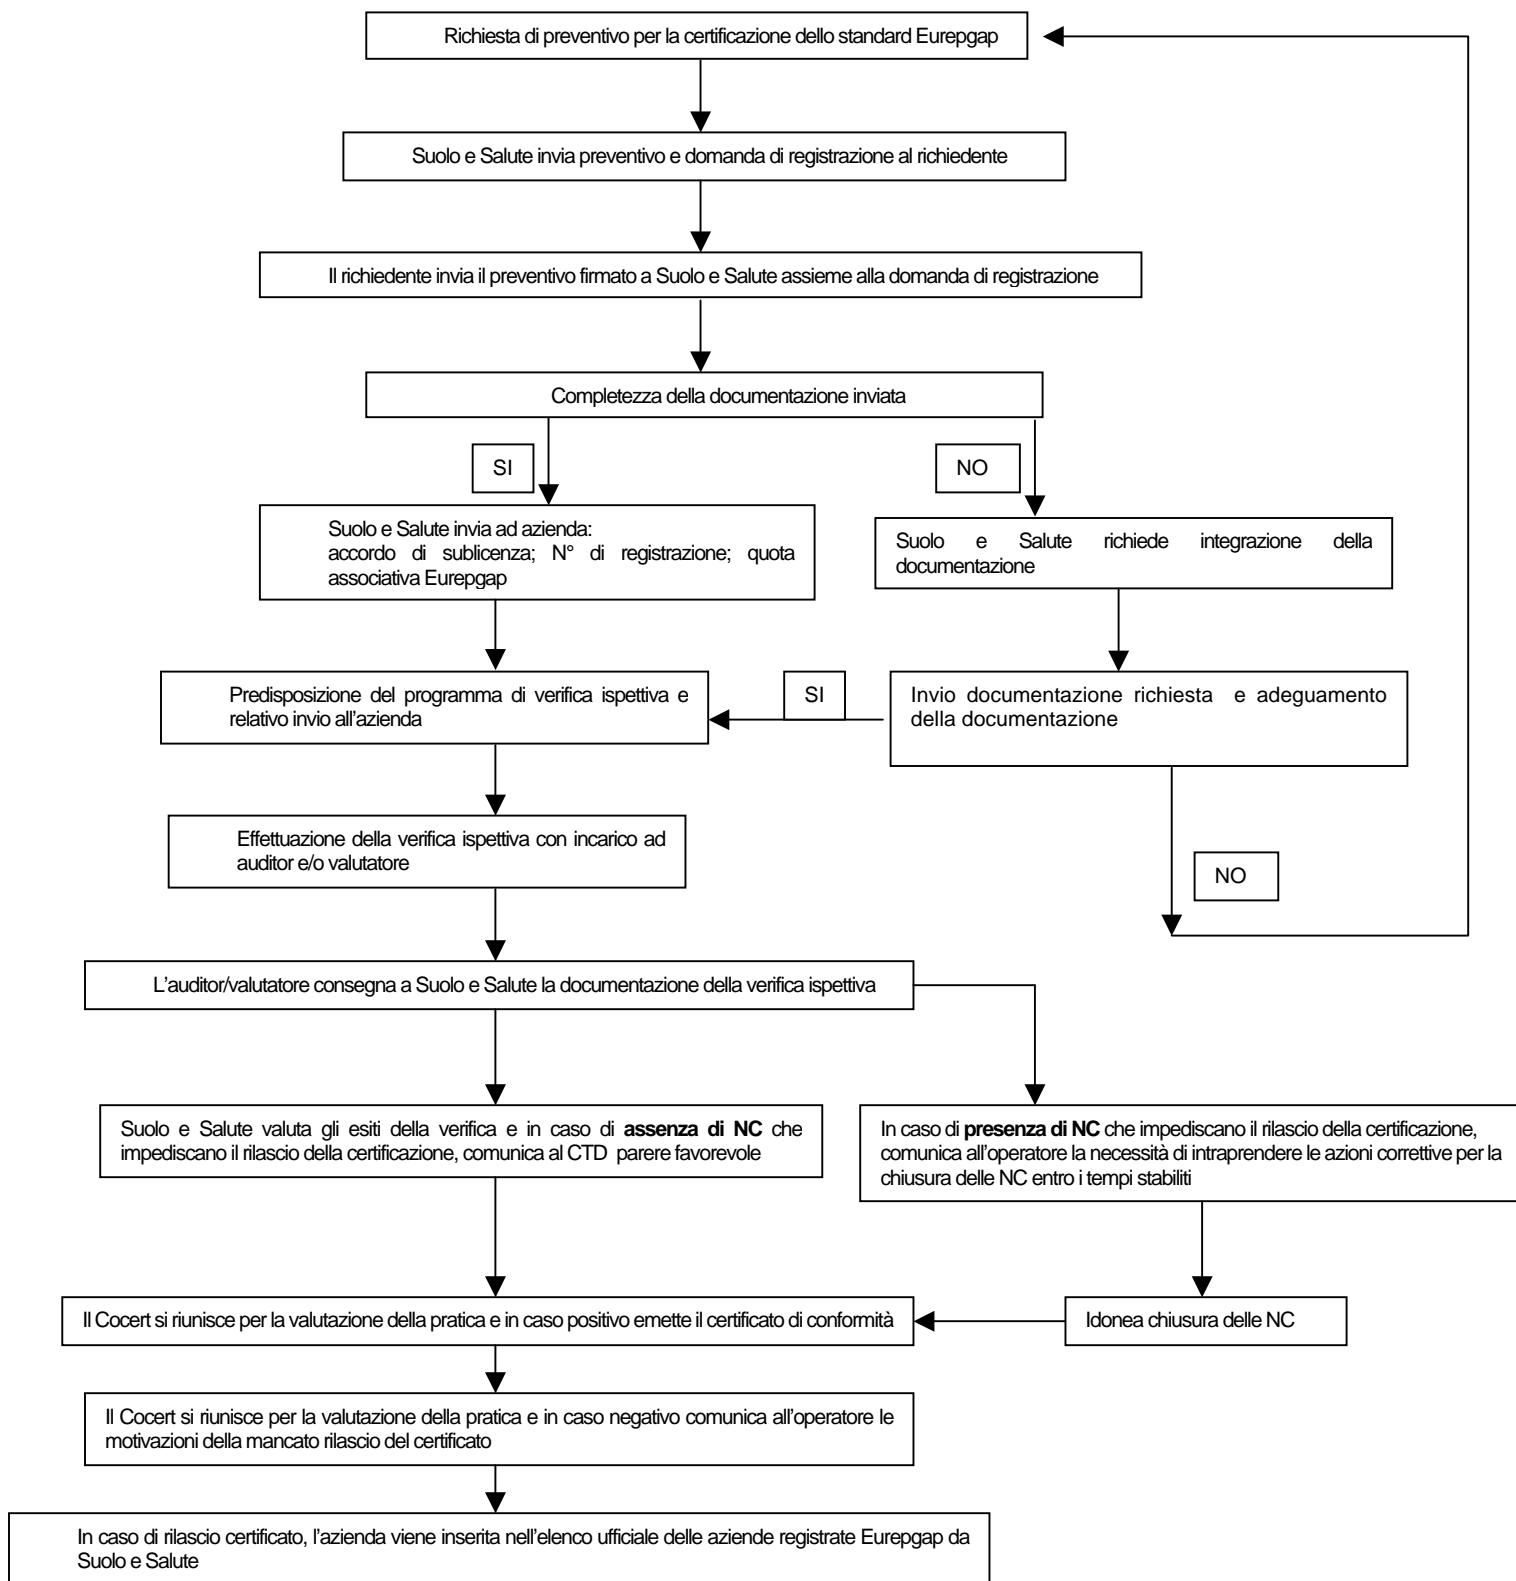 Richiesta di preventivo per la certificazione dello standard Eurepgap
Suolo e Salute invia preventivo e domanda di registrazione al richiedente
Il richiedente invia il preventivo firmato a Suolo e Salute assieme alla domanda di registrazione
Completezza della documentazione inviata
SI
NO
Suolo e Salute invia ad azienda:
accordo di sublicenza; N° di registrazione; quota
associativa Eurepgap
Suolo e Salute richiede integrazione della
documentazione
Predisposizione del programma di verifica ispettiva e
relativo invio all'azienda
SI
Invio documentazione richiesta e adeguamento
della documentazione
Effettuazione della verifica ispettiva con incarico ad
auditor e/o valutatore
NO
L'auditor/valutatore consegna a Suolo e Salute la documentazione della verifica ispettiva
Suolo e Salute valuta gli esiti della verifica e in caso di assenza di NC che
impediscano il rilascio della certificazione, comunica al CTD parere favorevole
In caso di presenza di NC che impediscano il rilascio della certificazione,
comunica all'operatore la necessità di intraprendere le azioni correttive per la
chiusura delle NC entro i tempi stabiliti
Il Cocert si riunisce per la valutazione della pratica e in caso positivo emette il certificato di conformità
Idonea chiusura delle NC
Il Cocert si riunisce per la valutazione della pratica e in caso negativo comunica all'operatore le
motivazioni della mancato rilascio del certificato
In caso di rilascio certificato, l'azienda viene inserita nell'elenco ufficiale delle aziende registrate Eurepgap da
Suolo e Salute